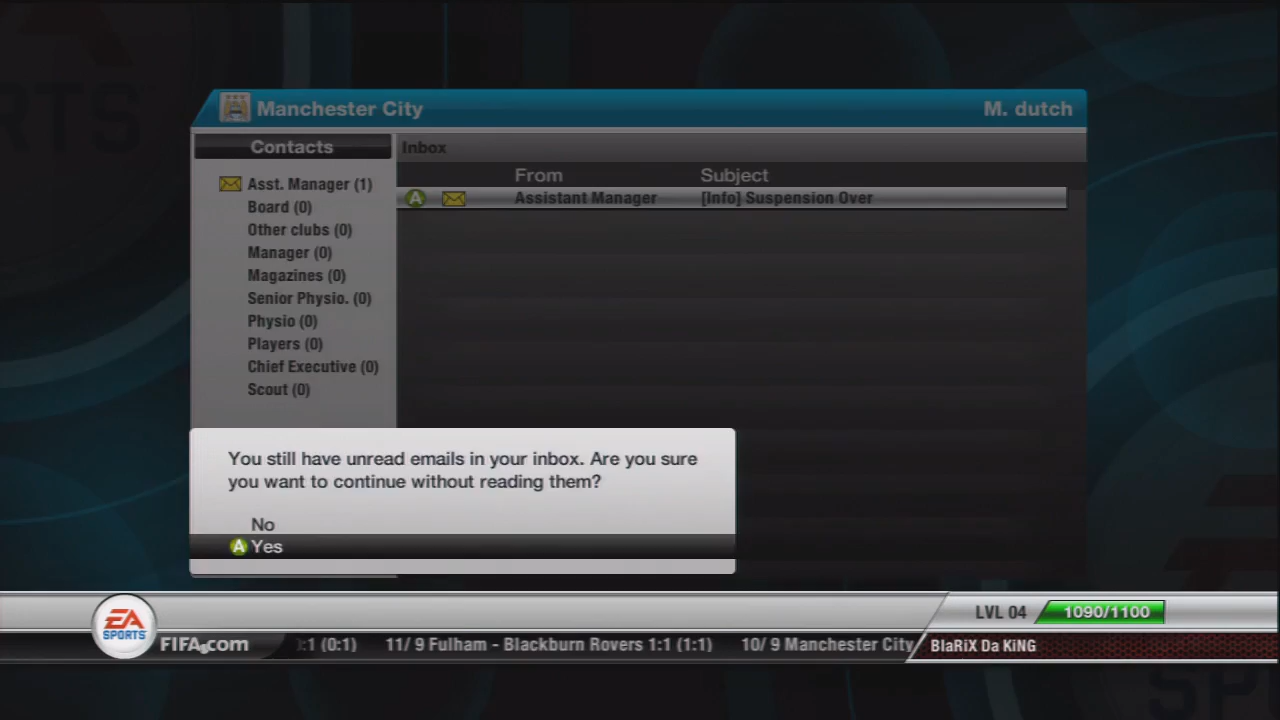 Manchester City
M. dutch
Contacts
Inbox
From
Subject
Asst. Manager (1)
Assistant Manager
[Info] Suspension Over
Board (0)
Other clubs (0)
Manager (0)
Magazines (0)
Senior Physio. (0)
Physio (0)
Players (0)
Chief Executive (0)
Scout (0)
You still have unread emails in your inbox. Are you sure
you want to continue without reading them?
No
A Yes
EA
SPORTS
FIFA.com
:1 (0:1)
11/ 9 Fulham - Blackburn Rovers 1:1 (1:1)
10/ 9 Manchester City
LVL 04
1090/1100
BlaRiX Da KiNG